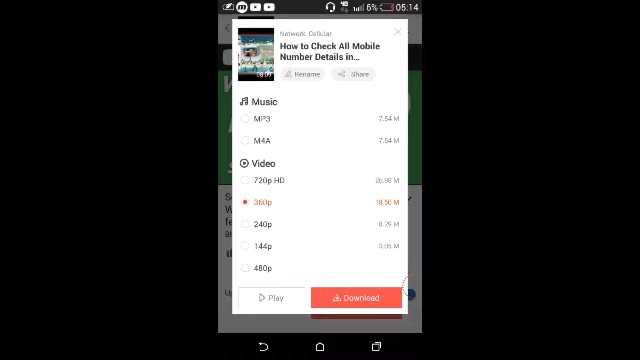 6% 05:14
Network: Cellular
How to Check All Mobile
Number Details in...
08:09
Rename
Share
Music
MP3 7.54 M
M4A 7.54 M
Video
720p HD 26.98 M
360p 18.50 M
240p 8.29 M
144p 3.05 M
480p
Play
Download